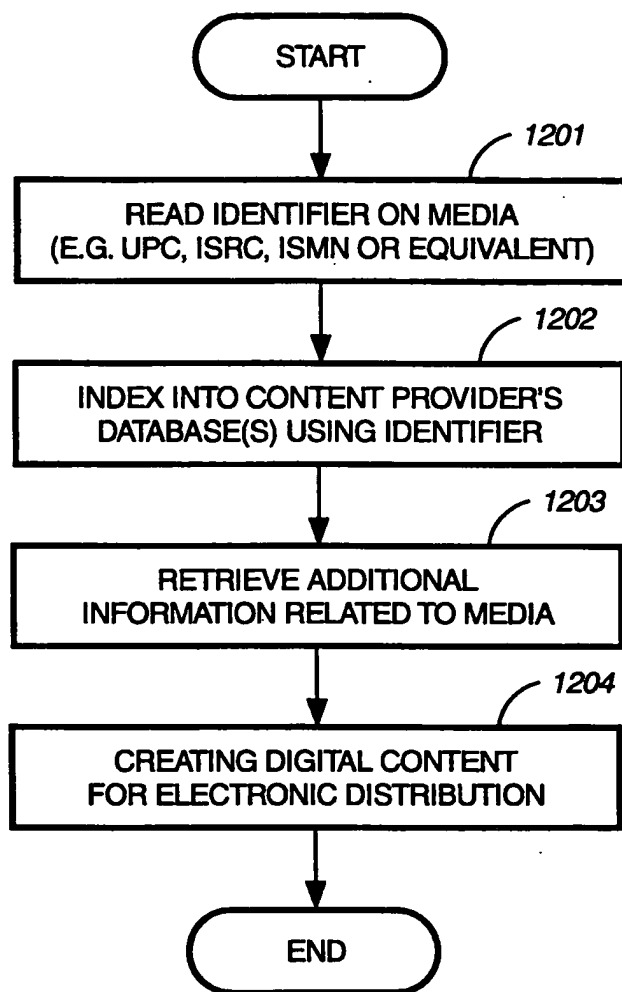 START
1201
READ IDENTIFIER ON MEDIA
(E.G. UPC, ISRC, ISMN OR EQUIVALENT)
1202
INDEX INTO CONTENT PROVIDER'S
DATABASE(S) USING IDENTIFIER
1203
RETRIEVE ADDITIONAL
INFORMATION RELATED TO MEDIA
1204
CREATING DIGITAL CONTENT
FOR ELECTRONIC DISTRIBUTION
END